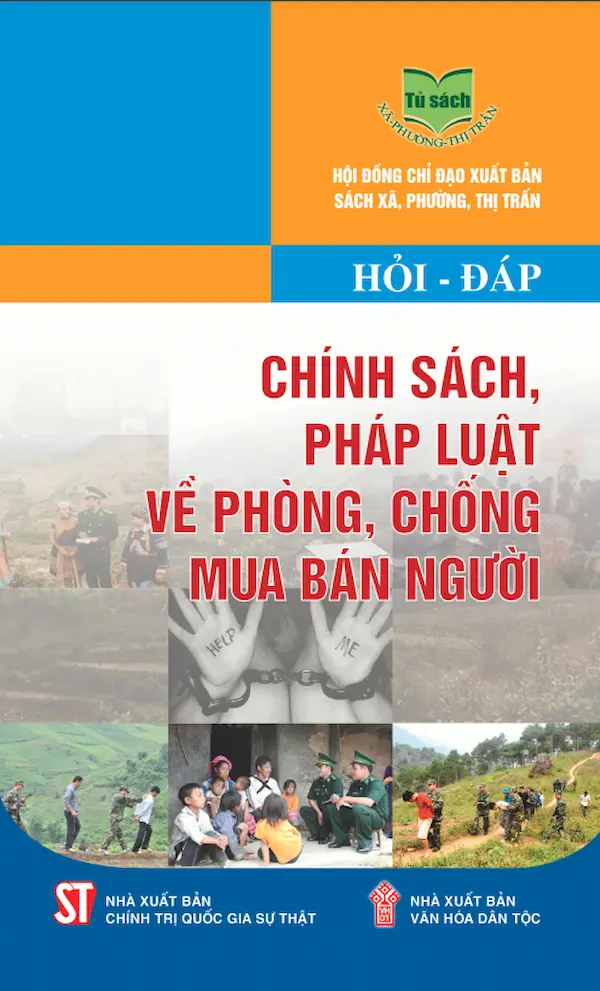 Tủ sách
XÃ-PHƯỜNG-THỊ TRẤN
HỘI ĐỒNG CHỈ ĐẠO XUẤT BẢN
SÁCH XÃ, PHƯỜNG, THỊ TRẤN
HỎI - ĐÁP
CHÍNH SÁCH,
PHÁP LUẬT
VỀ PHÒNG, CHỐNG
MUA BÁN NGƯỜI
HELP ME
ST
NHÀ XUẤT BẢN
CHÍNH TRỊ QUỐC GIA SỰ THẬT
VH
DT
NHÀ XUẤT BẢN
VĂN HÓA DÂN TỘC